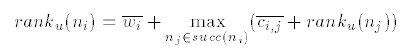 $rank_u(n_i) = \overline{w_i} + \max_{n_j \in succ(n_i)} (\overline{c_{i,j}} + rank_u(n_j))$